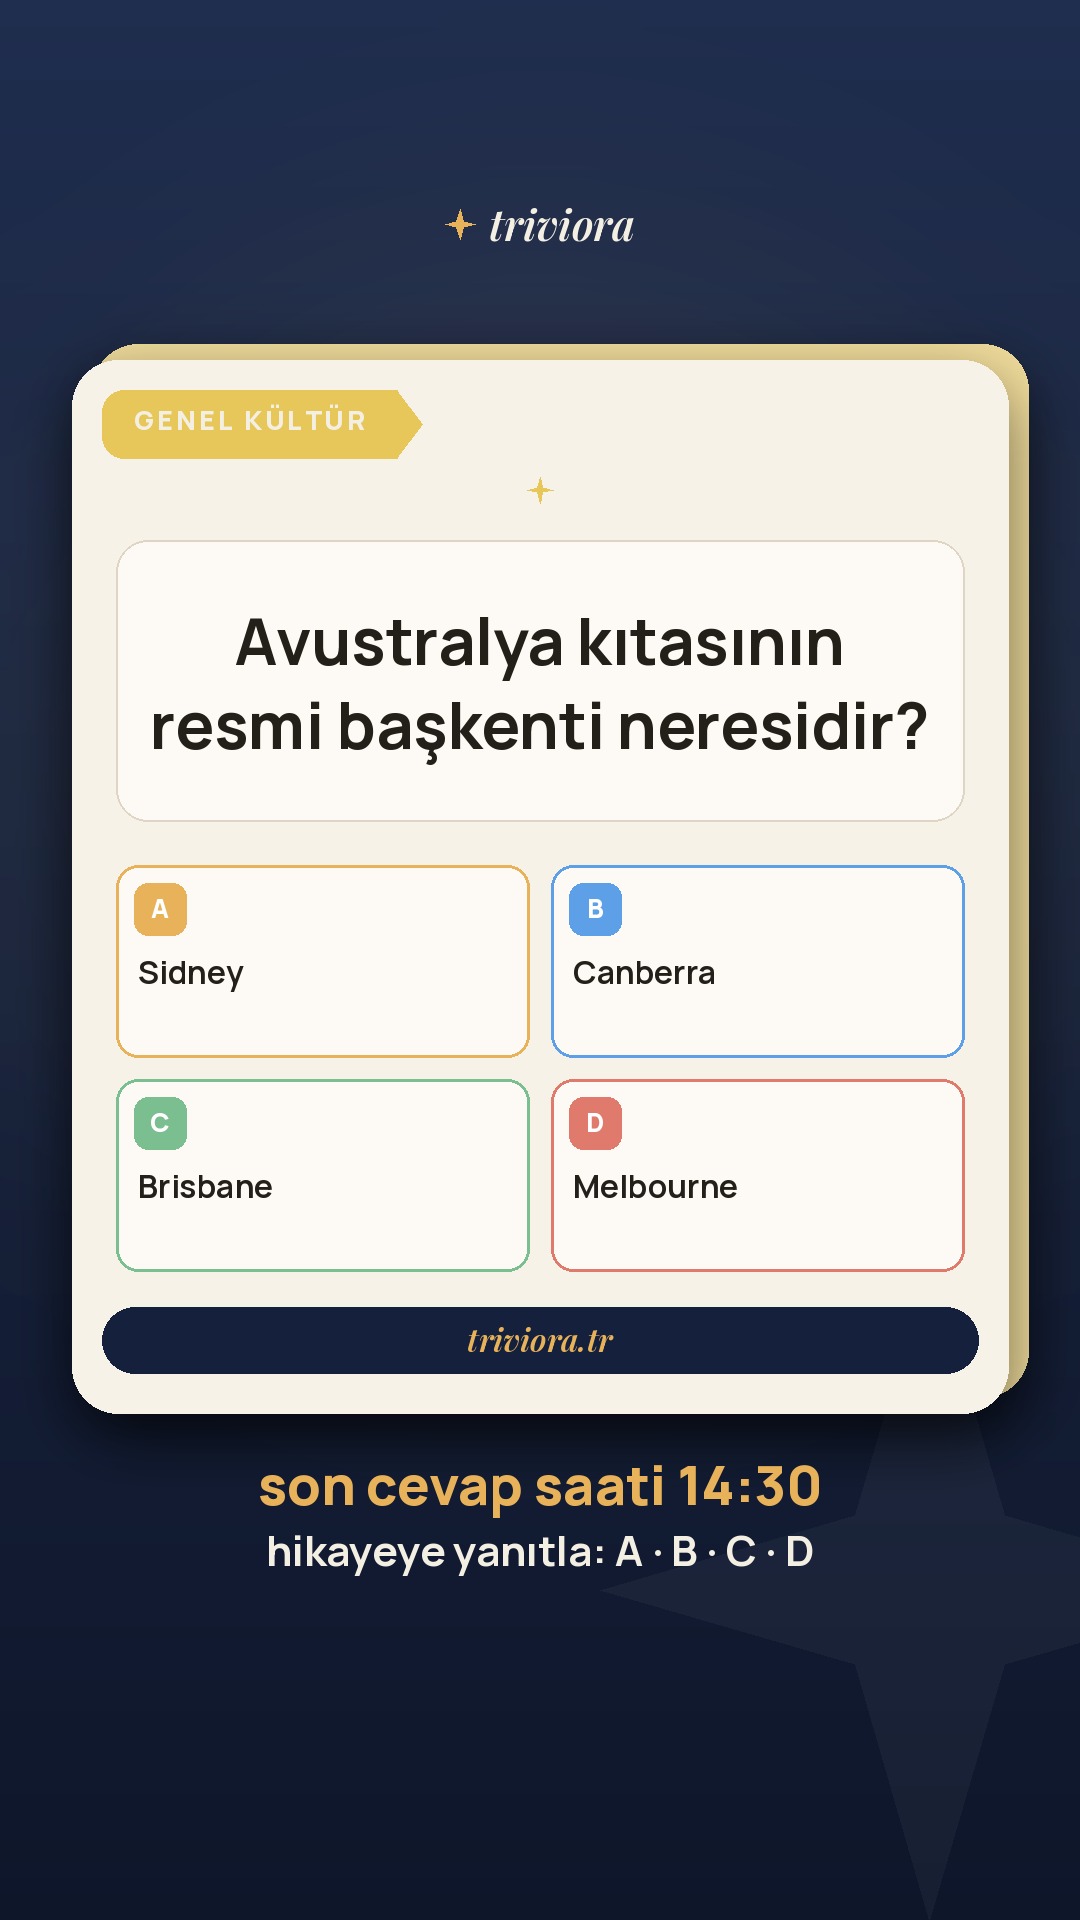 triviora
GENEL KÜLTÜR
Avustralya kıtasının
resmi başkenti neresidir?
A
Sidney
B
Canberra
C
Brisbane
D
Melbourne
triviora.tr
son cevap saati 14:30
hikayeye yanıtla: A · B · C · D